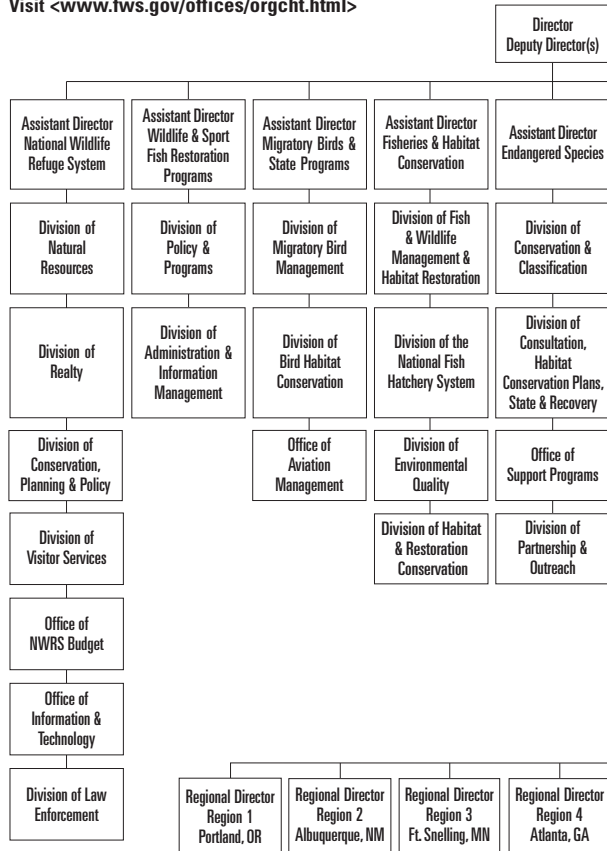 Visit <www.fws.gov/offices/orgcht.html>
Director
Deputy Director(s)
Assistant Director
National Wildlife
Refuge System
Assistant Director
Wildlife & Sport
Fish Restoration
Programs
Assistant Director
Migratory Birds &
State Programs
Assistant Director
Fisheries & Habitat
Conservation
Assistant Director
Endangered Species
Division of
Natural
Resources
Division of
Policy &
Programs
Division of
Migratory Bird
Management
Division of Fish
& Wildlife
Management &
Habitat Restoration
Division of
Conservation &
Classification
Division of
Realty
Division of
Administration &
Information
Management
Division of
Bird Habitat
Conservation
Division of the
National Fish
Hatchery System
Division of
Consultation,
Habitat
Conservation Plans,
State & Recovery
Division of
Conservation,
Planning & Policy
Office of
Aviation
Management
Division of
Environmental
Quality
Office of
Support Programs
Division of
Visitor Services
Division of Habitat
& Restoration
Conservation
Division of
Partnership &
Outreach
Office of
NWRS Budget
Office of
Information &
Technology
Division of Law
Enforcement
Regional Director
Region 1
Portland, OR
Regional Director
Region 2
Albuquerque, NM
Regional Director
Region 3
Ft. Snelling, MN
Regional Director
Region 4
Atlanta, GA